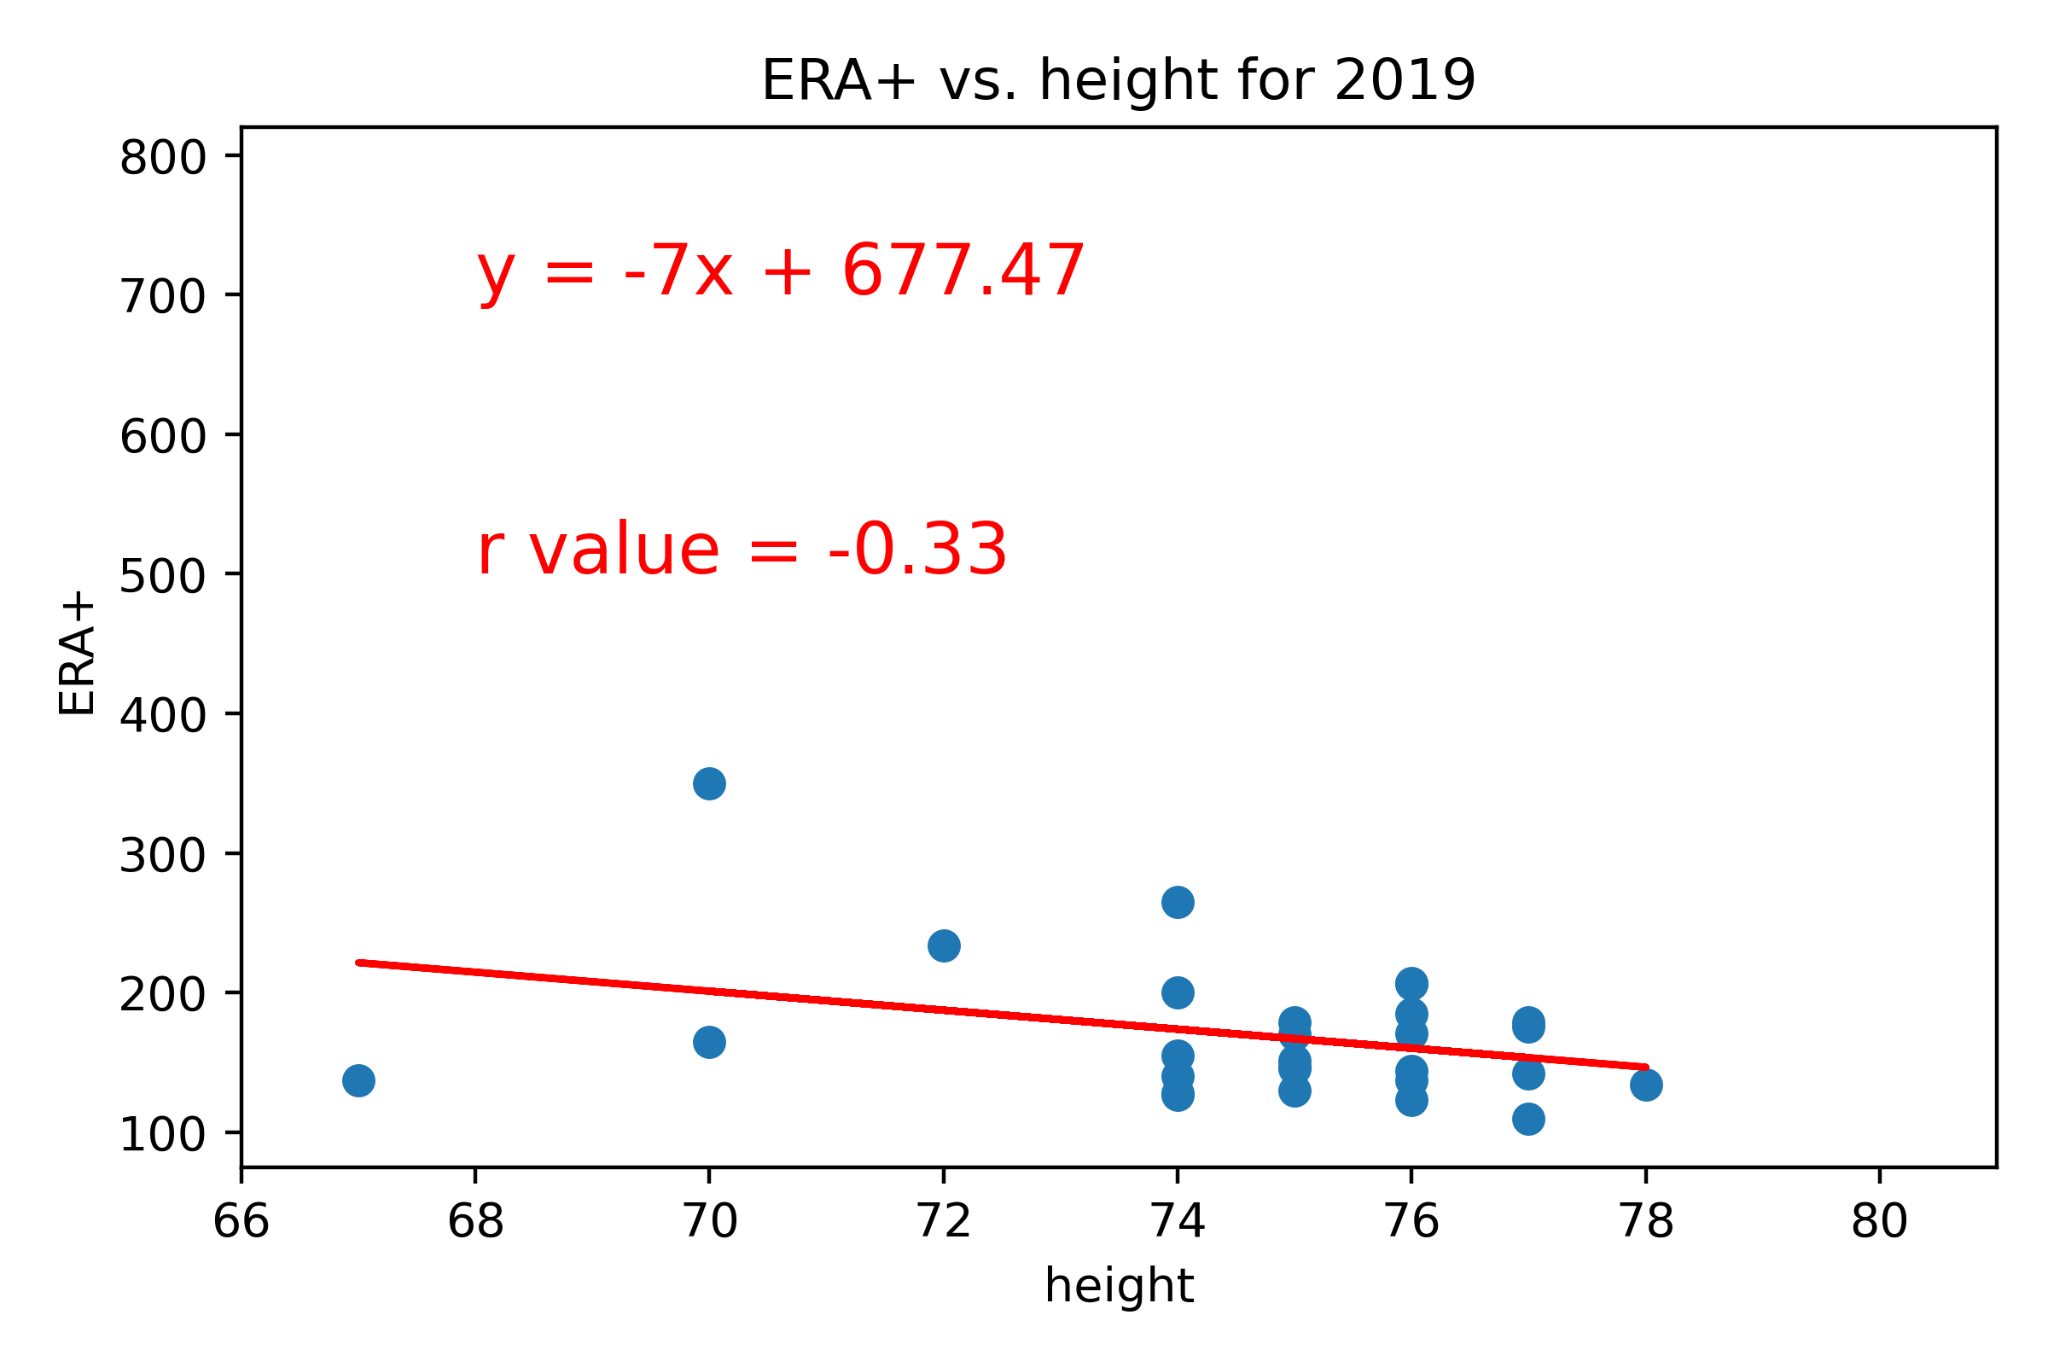 ERA+ vs. height for 2019
800
y = -7x + 677.47
700
600
r value = -0.33
500
ERA+
400
300
200
100
66 68 70 72 74 76 78 80
height